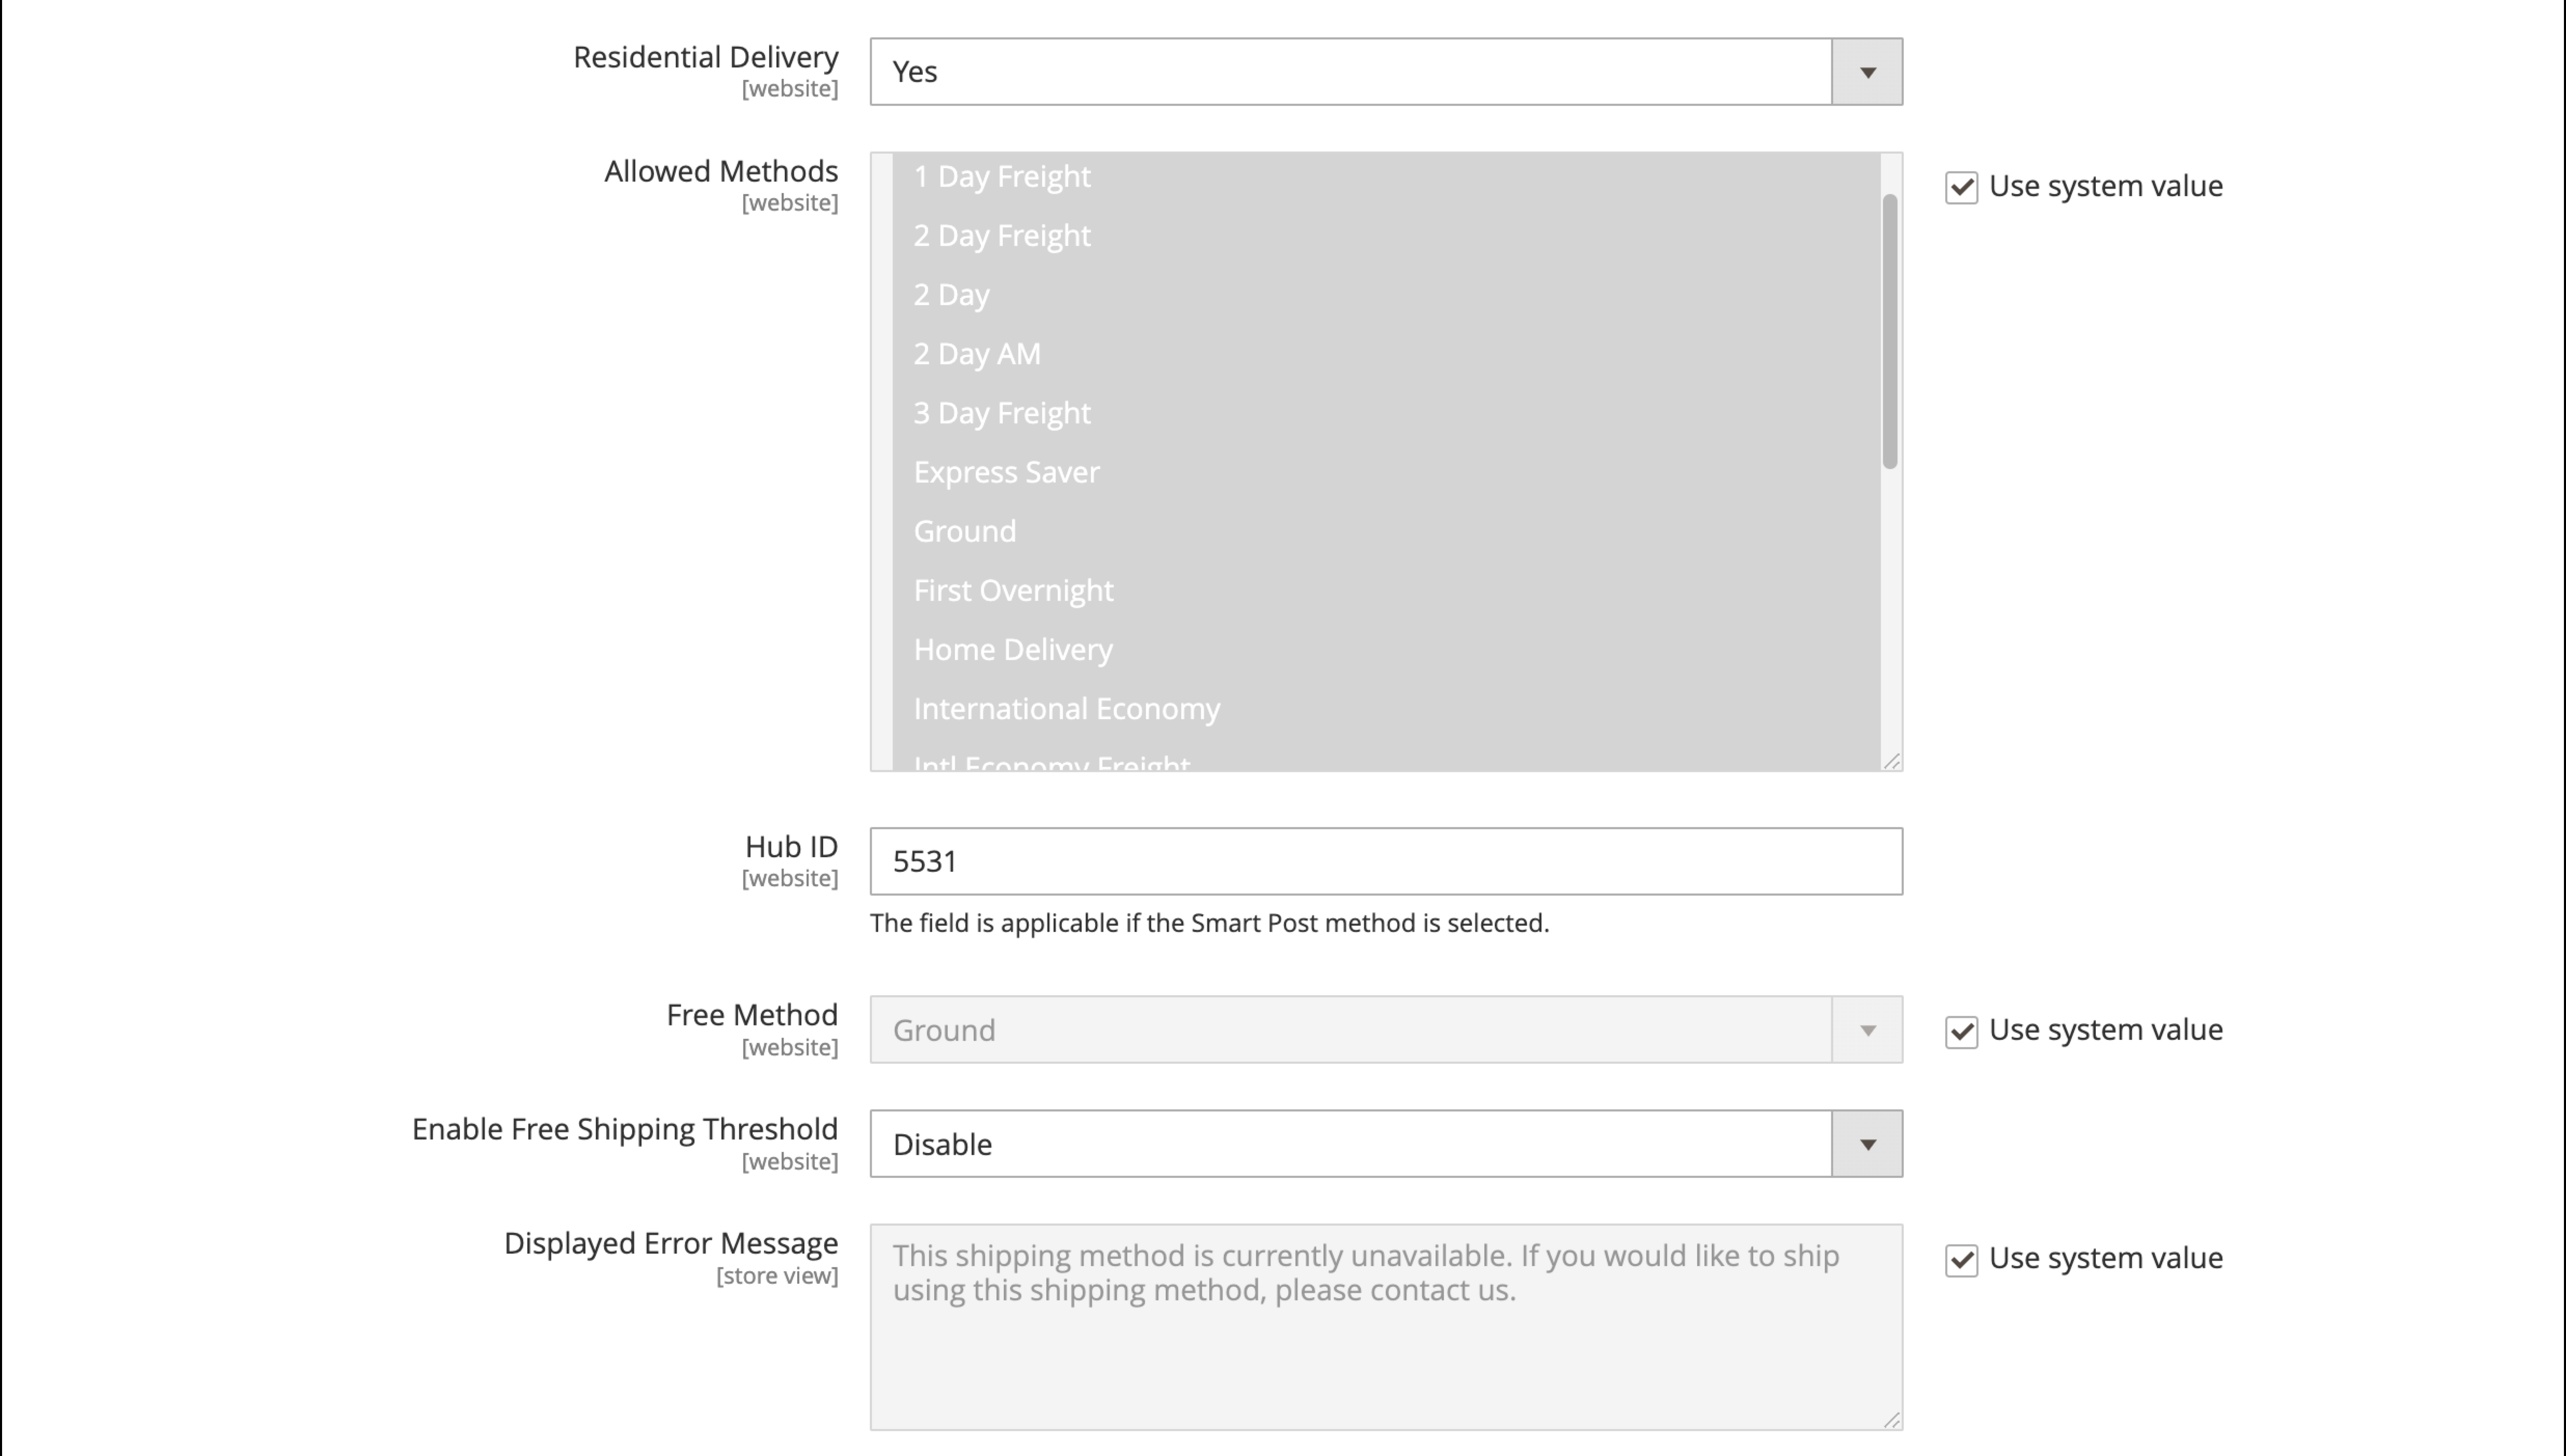 Residential Delivery
[website]
Yes
Allowed Methods
[website]
1 Day Freight
2 Day Freight
2 Day
2 Day AM
3 Day Freight
Express Saver
Ground
First Overnight
Home Delivery
International Economy
Intl Economy Freight
Use system value
Hub ID
[website]
5531
The field is applicable if the Smart Post method is selected.
Free Method
[website]
Ground
Use system value
Enable Free Shipping Threshold
[website]
Disable
Displayed Error Message
[store view]
This shipping method is currently unavailable. If you would like to ship
using this shipping method, please contact us.
Use system value